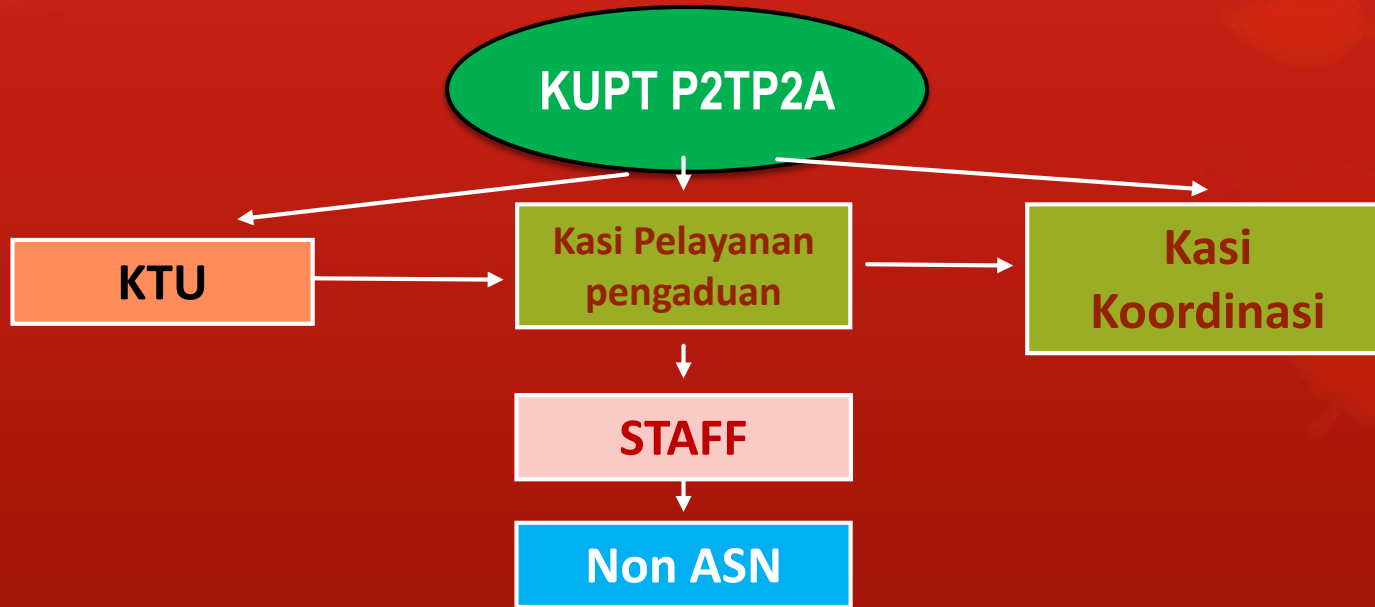 KUPT P2TP2A
KTU
Kasi Pelayanan
pengaduan
Kasi
Koordinasi
STAFF
Non ASN